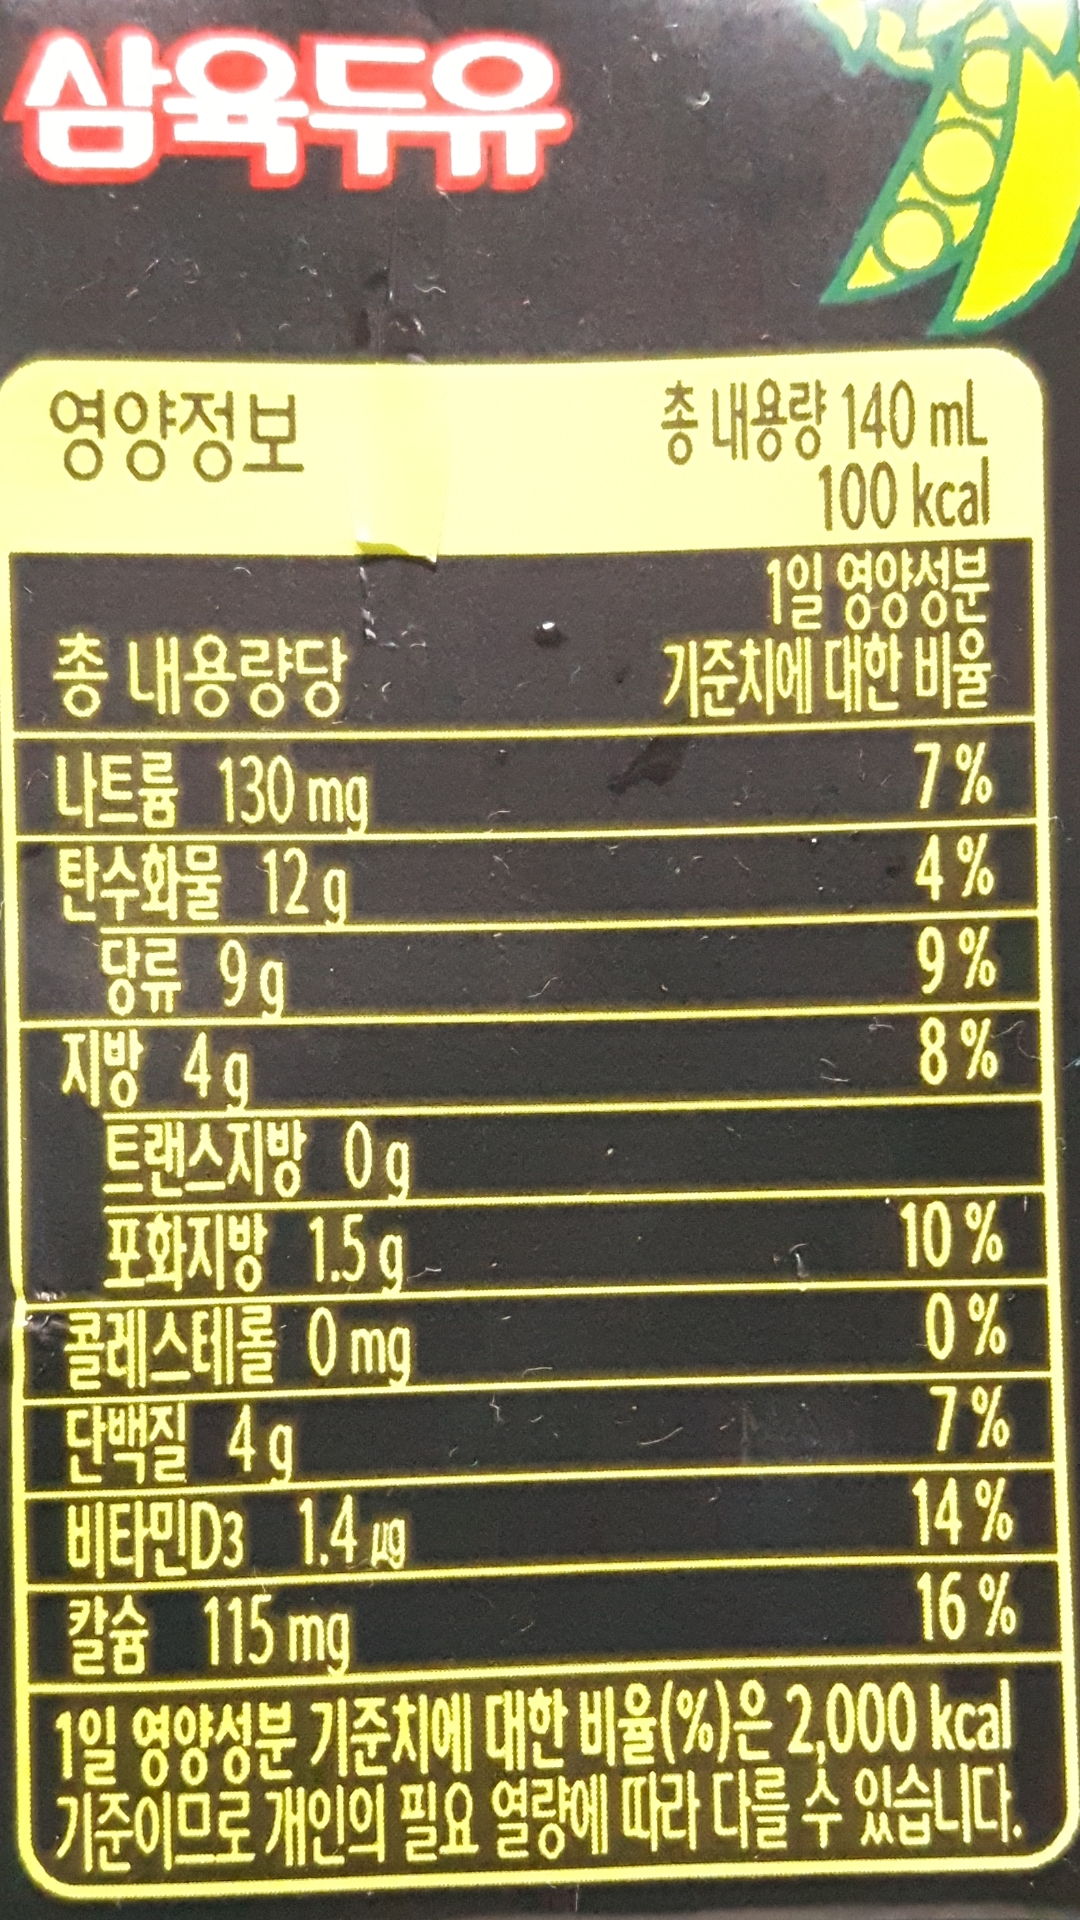 삼육두유
영양정보 총 내용량 140 mL
100 kcal
1일 영양성분
총 내용량당 기준치에 대한 비율
나트륨 130 mg 7 %
탄수화물 12 g 4 %
당류 9 g 9 %
지방 4 g 8 %
트랜스지방 0 g
포화지방 1.5 g 10 %
콜레스테롤 0 mg 0 %
단백질 4 g 7 %
비타민D3 1.4 μg 14 %
칼슘 115 mg 16 %
1일 영양성분 기준치에 대한 비율(%)은 2,000 kcal
기준이므로 개인의 필요 열량에 따라 다를 수 있습니다.